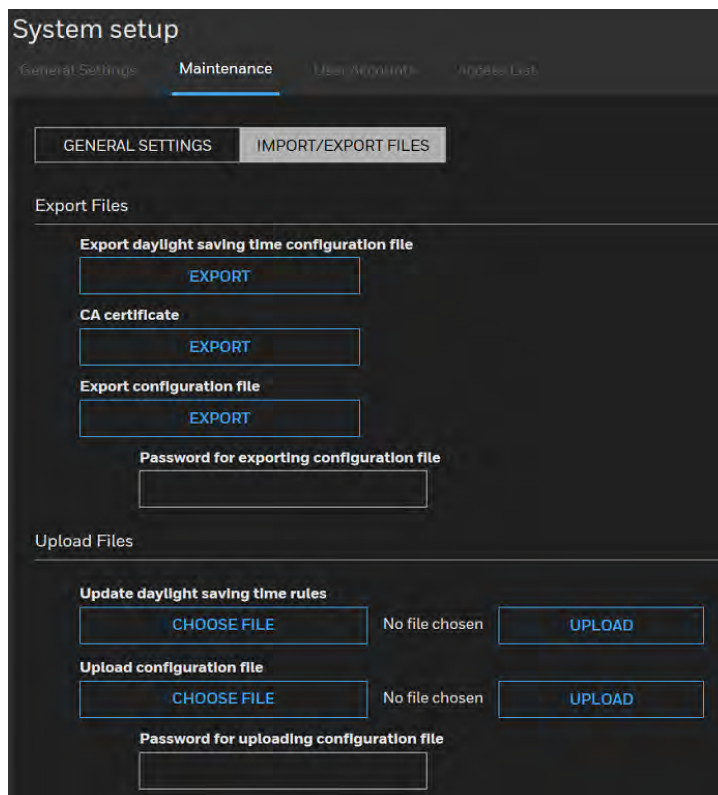 System setup
General Settings Maintenance User Accounts Access List
GENERAL SETTINGS IMPORT/EXPORT FILES
Export Files
Export daylight saving time configuration file
EXPORT
CA certificate
EXPORT
Export configuration file
EXPORT
Password for exporting configuration file
Upload Files
Update daylight saving time rules
CHOOSE FILE No file chosen UPLOAD
Upload configuration file
CHOOSE FILE No file chosen UPLOAD
Password for uploading configuration file